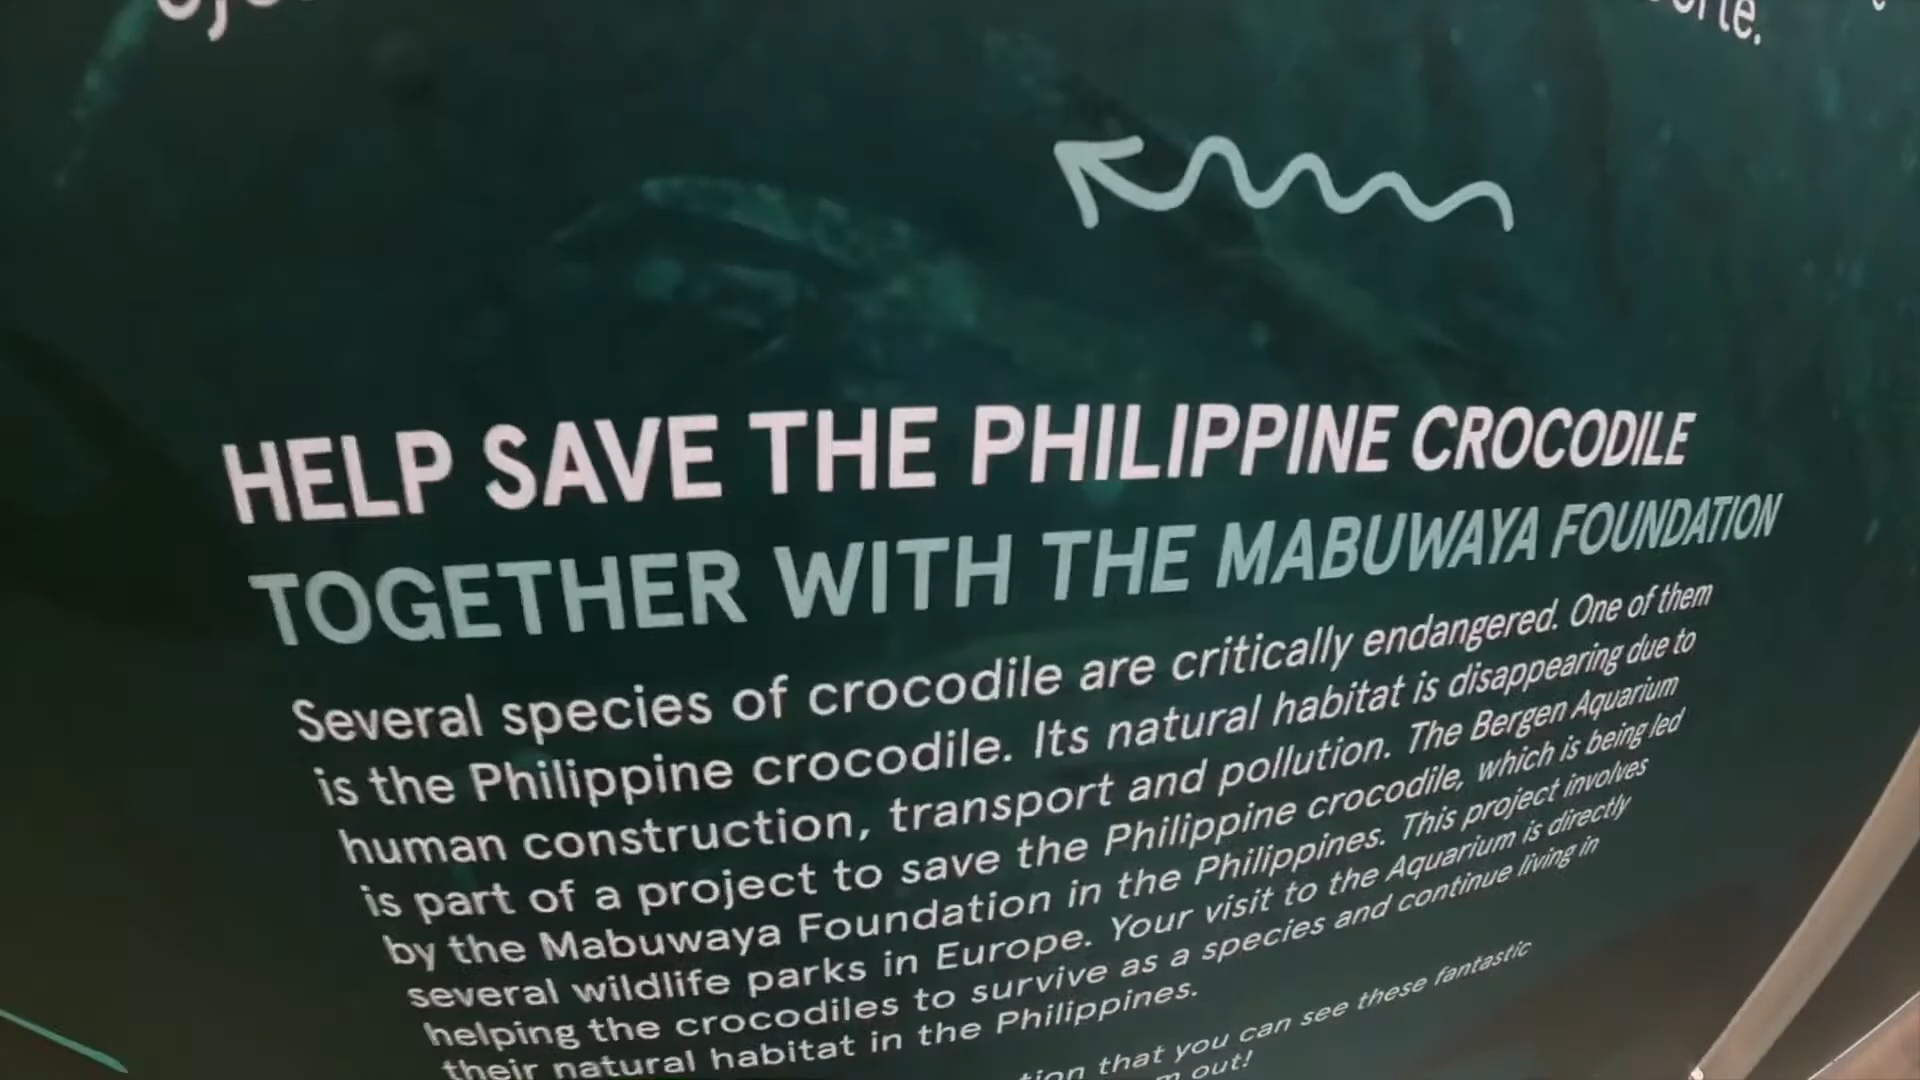 HELP SAVE THE PHILIPPINE CROCODILE
TOGETHER WITH THE MABUWAYA FOUNDATION
Several species of crocodile are critically endangered. One of them
is the Philippine crocodile. Its natural habitat is disappearing due to
human construction, transport and pollution. The Bergen Aquarium
is part of a project to save the Philippine crocodile, which is being led
by the Mabuwaya Foundation in the Philippines. This project involves
several wildlife parks in Europe. Your visit to the Aquarium is directly
helping the crocodiles to survive as a species and continue living in
their natural habitat in the Philippines.
that you can see these fantastic
out!